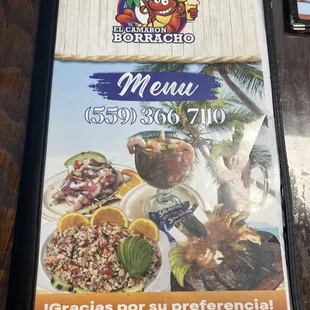 EL CAMARON
BORRACHO
Menu
(559) 366 7110
¡Gracias por su preferencia!